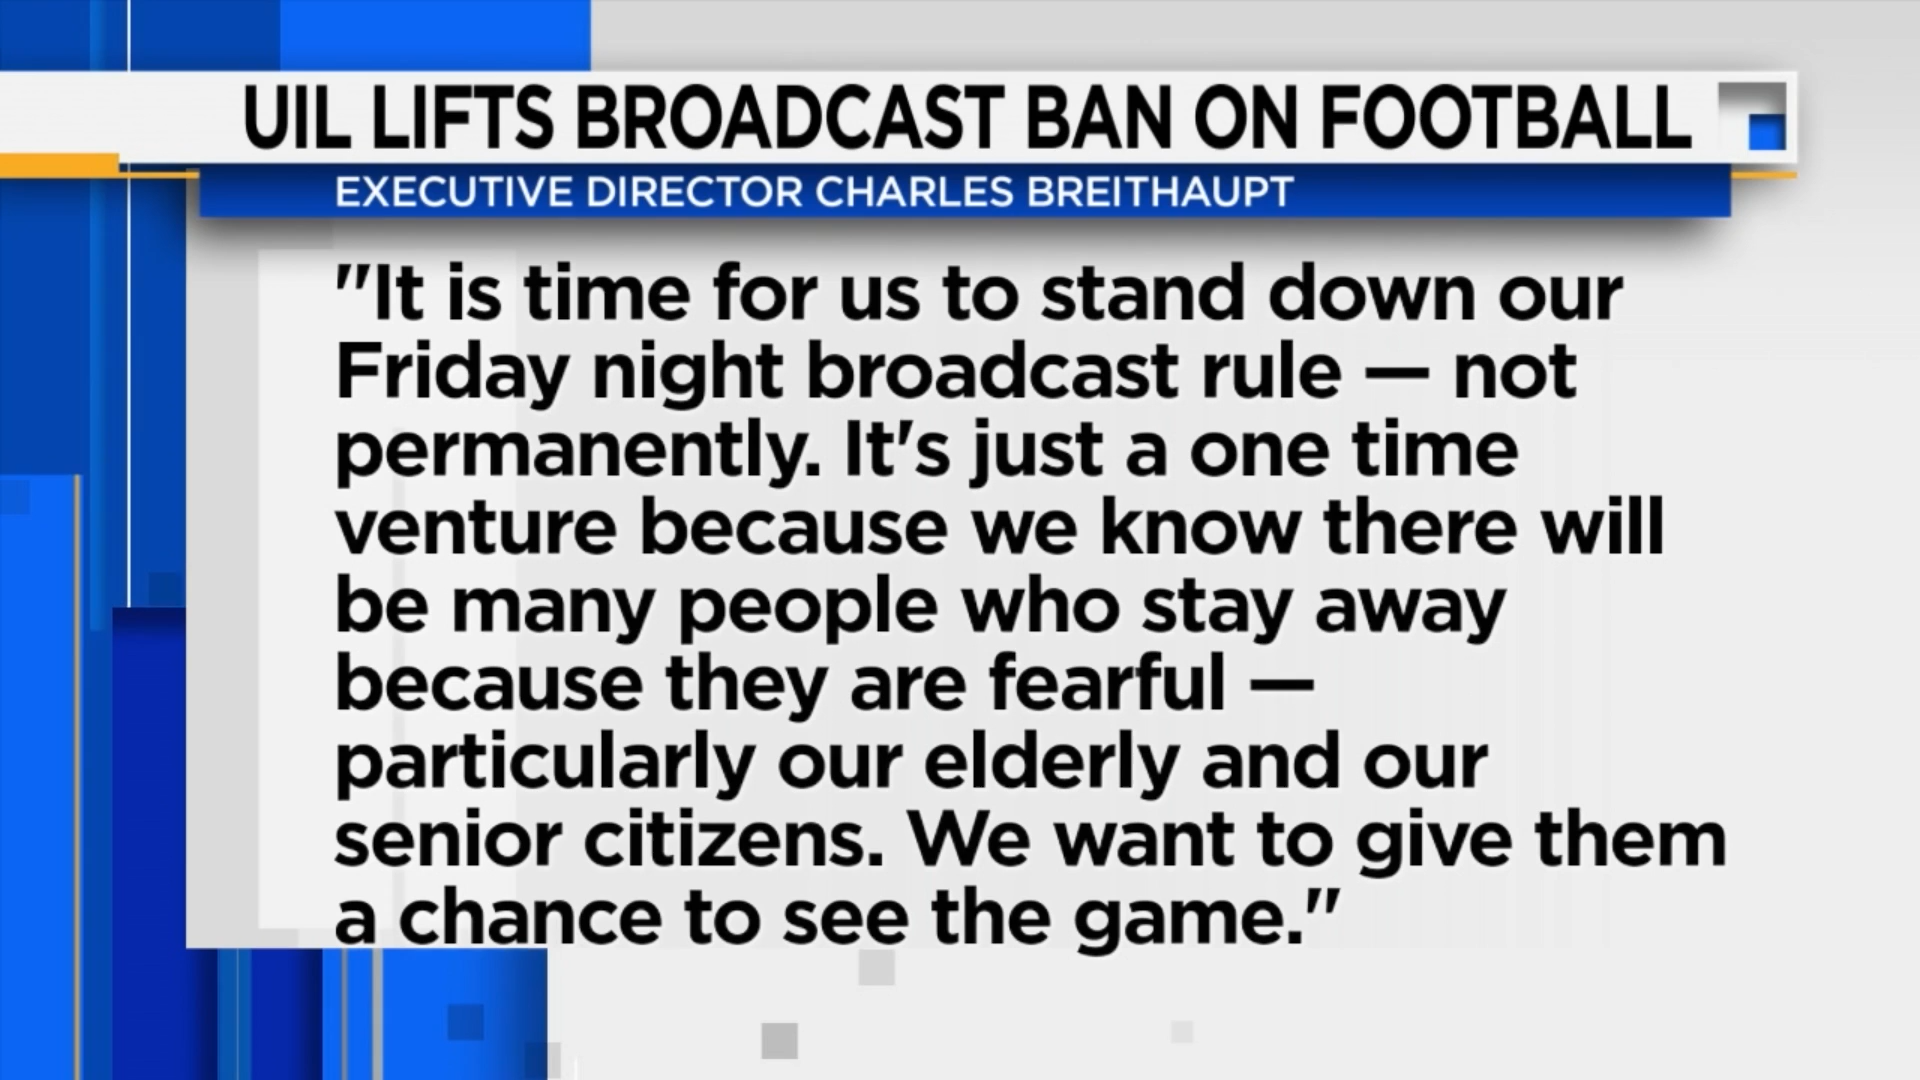 UIL LIFTS BROADCAST BAN ON FOOTBALL
EXECUTIVE DIRECTOR CHARLES BREITHAUPT
"It is time for us to stand down our
Friday night broadcast rule — not
permanently. It's just a one time
venture because we know there will
be many people who stay away
because they are fearful —
particularly our elderly and our
senior citizens. We want to give them
a chance to see the game."